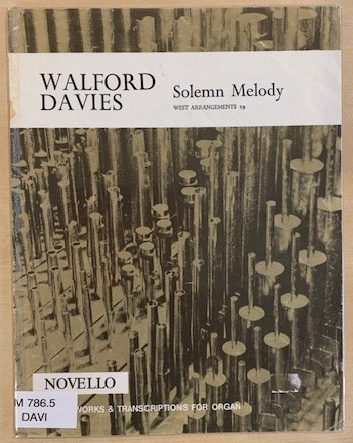 WALFORD
DAVIES
Solemn Melody
WEST ARRANGEMENTS 29
NOVELLO
M 786.5
DAVI
WORKS & TRANSCRIPTIONS FOR ORGAN